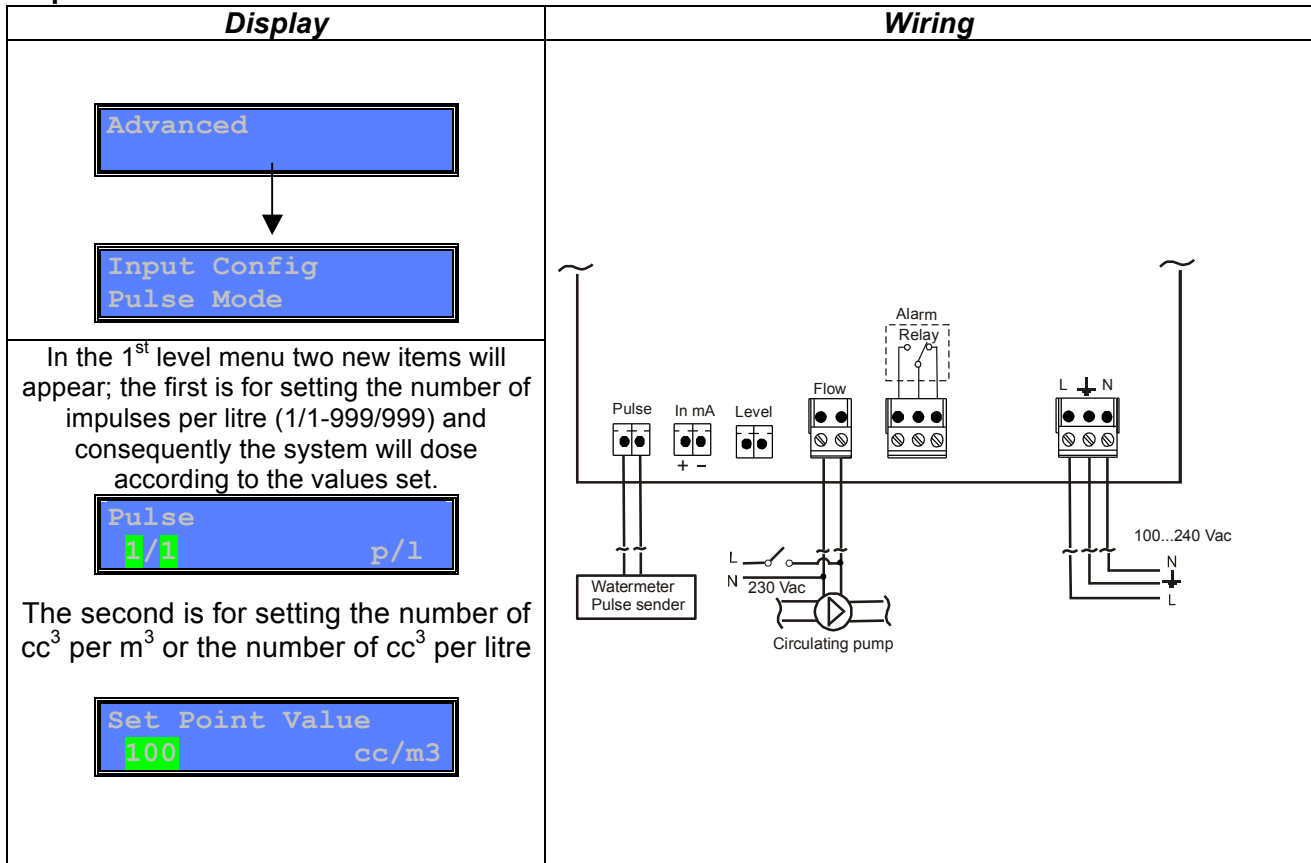 Display
Wiring
Advanced
Input Config
Pulse Mode
In the 1st level menu two new items will
appear; the first is for setting the number of
impulses per litre (1/1-999/999) and
consequently the system will dose
according to the values set.
Pulse
1/1 p/l
The second is for setting the number of
cc3 per m3 or the number of cc3 per litre
Set Point Value
100 cc/m3
Alarm
Relay
Flow
L N
Pulse In mA Level
+ –
100...240 Vac
N
L
L
N 230 Vac
Watermeter
Pulse sender
Circulating pump